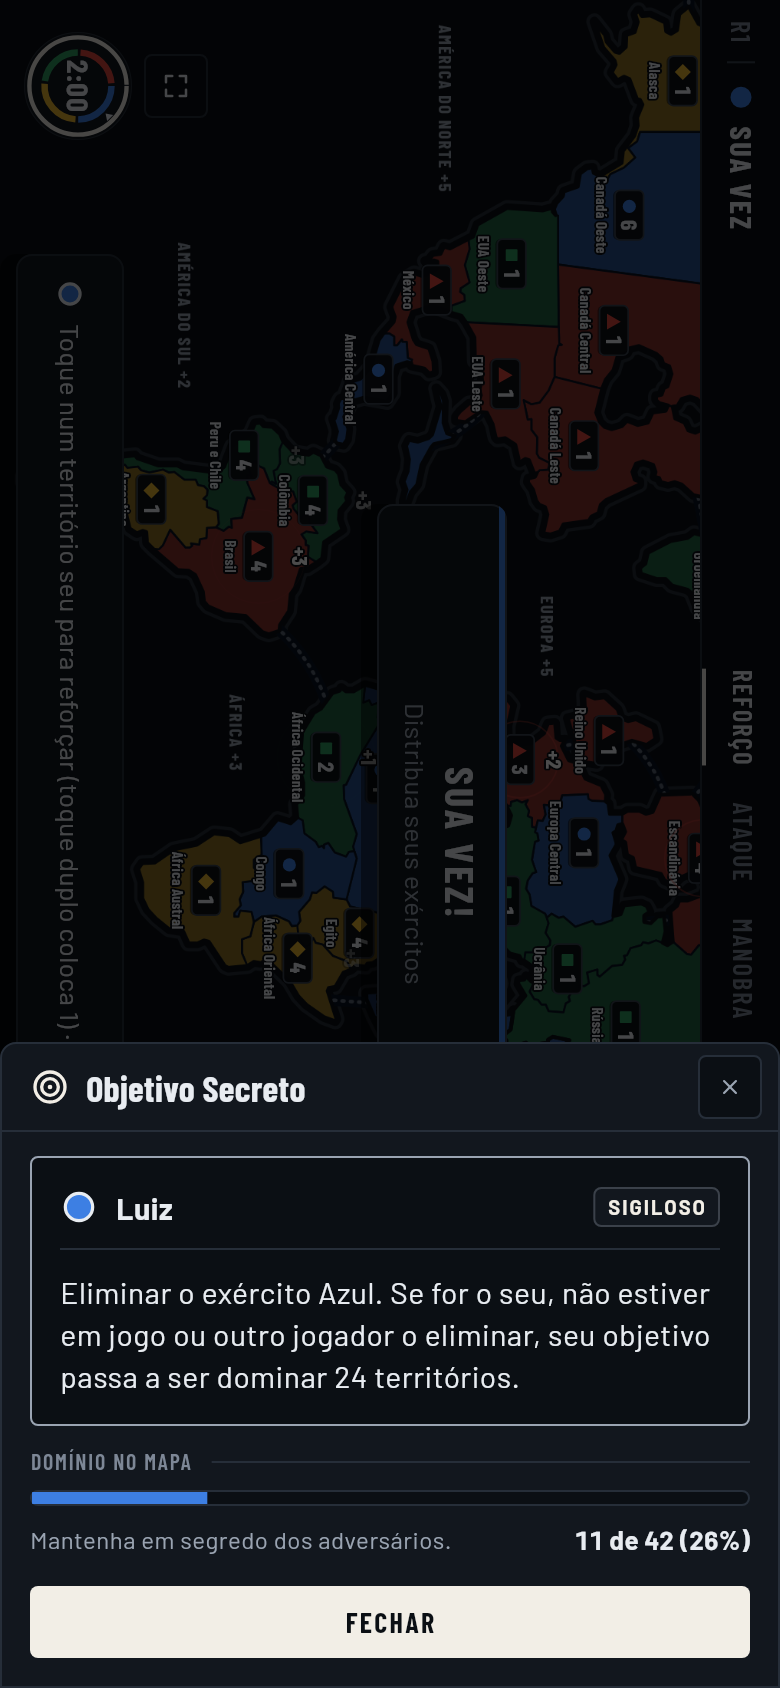 R1
SUA VEZ
REFORÇO
ATAQUE
MANOBRA
2:00
AMÉRICA DO NORTE +5
AMÉRICA DO SUL +2
EUROPA +5
ÁFRICA +3
Alasca
1
Canadá Oeste
6
EUA Oeste
1
Canadá Central
1
México
1
América Central
1
EUA Leste
1
Canadá Leste
1
Groenlândia
Peru e Chile
4
Colômbia
4
+3
+3
+3
Brasil
4
1
Reino Unido
1
+2
3
Europa Central
1
Escandinávia
Ucrânia
1
Rússia
1
1
África Ocidental
2
+1
Congo
1
Egito
4
+3
África Oriental
4
África Austral
1
SUA VEZ!
Distribua seus exércitos
Toque num território seu para reforçar (toque duplo coloca 1) ·
Objetivo Secreto
×
Luiz
SIGILOSO
Eliminar o exército Azul. Se for o seu, não estiver
em jogo ou outro jogador o eliminar, seu objetivo
passa a ser dominar 24 territórios.
DOMÍNIO NO MAPA
Mantenha em segredo dos adversários.
11 de 42 (26%)
FECHAR